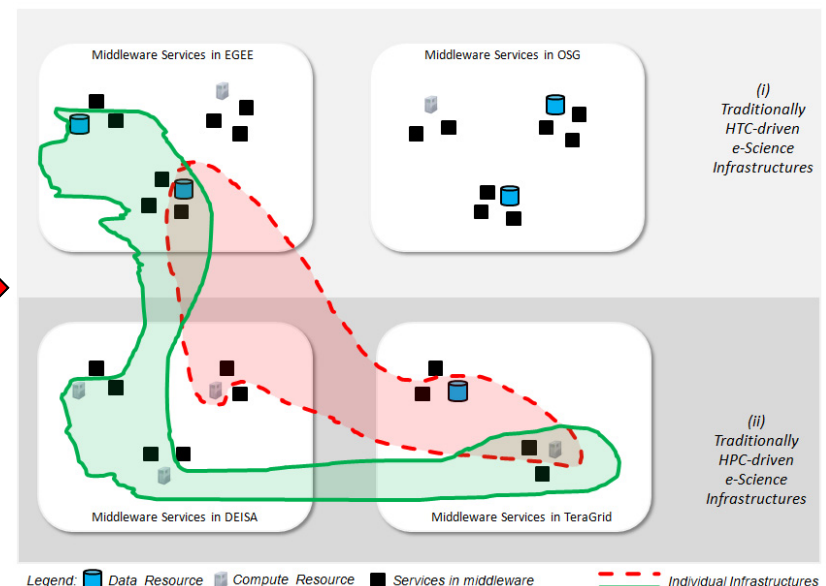 Middleware Services in EGEE
Middleware Services in OSG
(i)
Traditionally
HTC-driven
e-Science
Infrastructures
(ii)
Traditionally
HPC-driven
e-Science
Infrastructures
Middleware Services in DEISA
Middleware Services in TeraGrid
Legend: Data Resource Compute Resource Services in middleware Individual Infrastructures